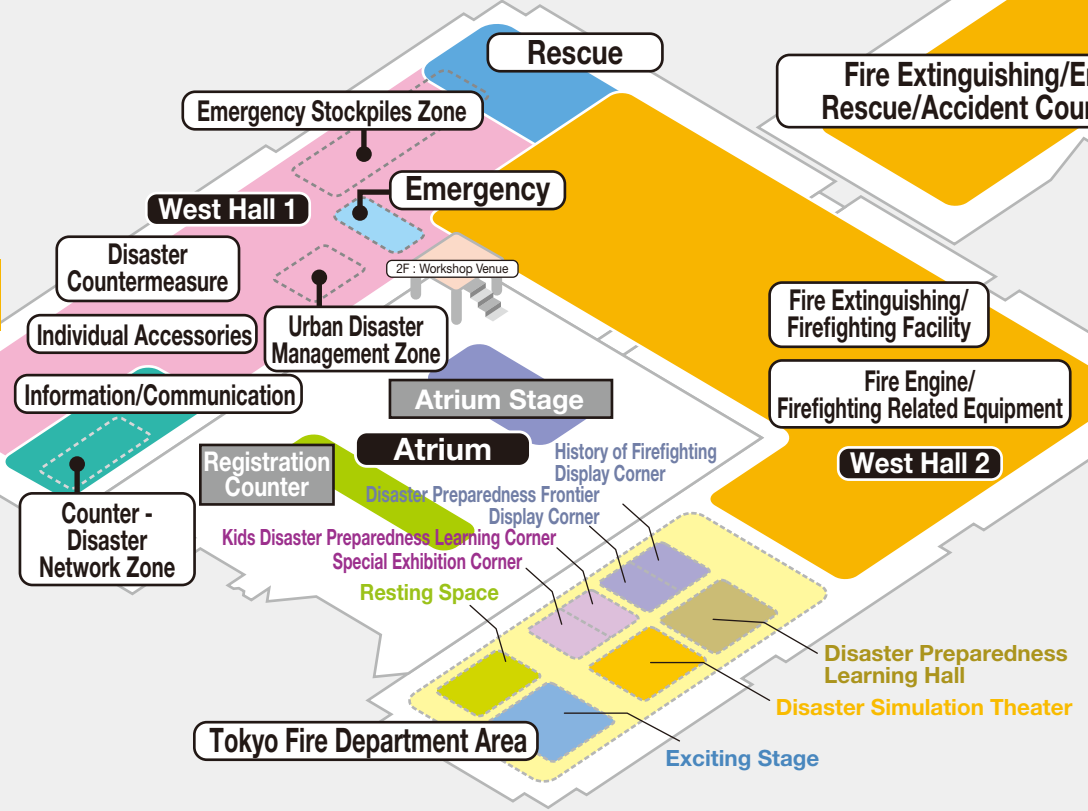 Rescue
Fire Extinguishing/E
Rescue/Accident Cou
Emergency Stockpiles Zone
Emergency
West Hall 1
Disaster
Countermeasure
2F : Workshop Venue
Individual Accessories
Urban Disaster
Management Zone
Fire Extinguishing/
Firefighting Facility
Information/Communication
Atrium Stage
Fire Engine/
Firefighting Related Equipment
Atrium
West Hall 2
Registration
Counter
History of Firefighting
Display Corner
Disaster Preparedness Frontier
Display Corner
Counter -
Disaster
Network Zone
Kids Disaster Preparedness Learning Corner
Special Exhibition Corner
Resting Space
Disaster Preparedness
Learning Hall
Disaster Simulation Theater
Tokyo Fire Department Area
Exciting Stage